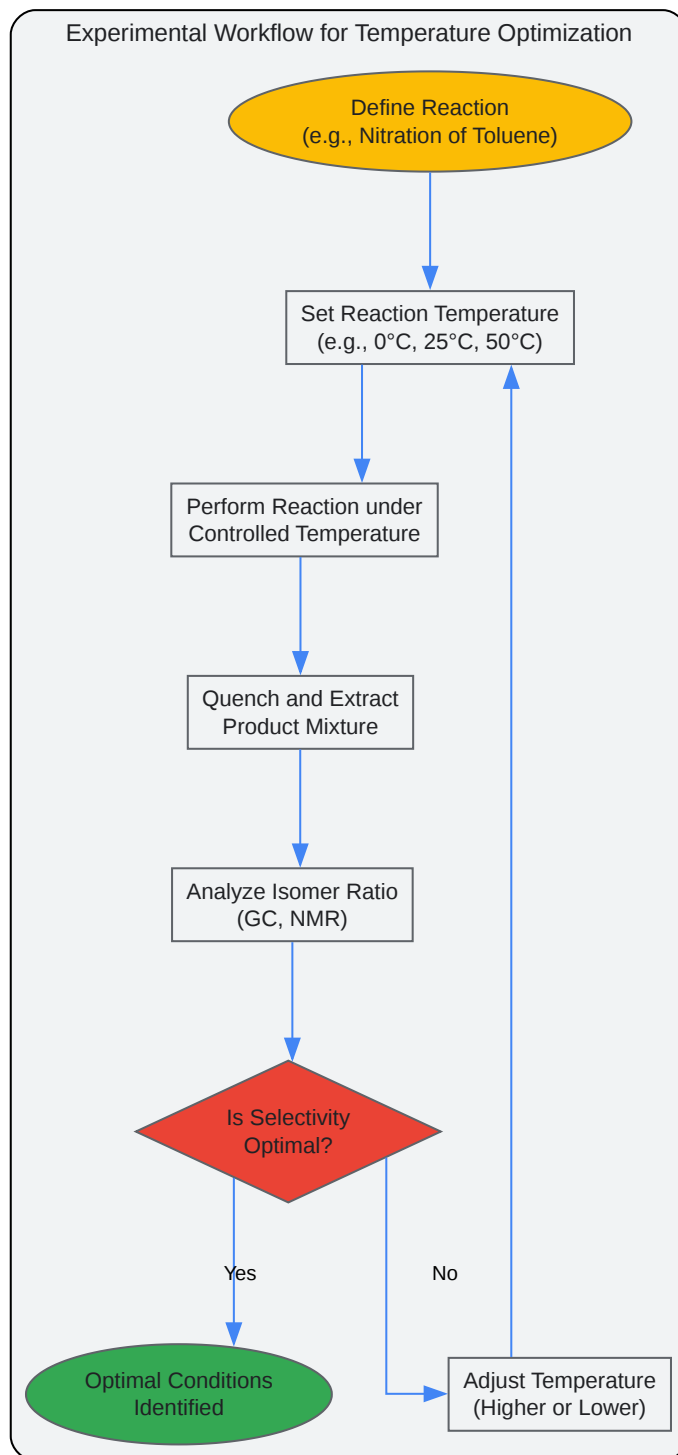 Experimental Workflow for Temperature Optimization
Define Reaction
(e.g., Nitration of Toluene)
Set Reaction Temperature
(e.g., 0°C, 25°C, 50°C)
Perform Reaction under
Controlled Temperature
Quench and Extract
Product Mixture
Analyze Isomer Ratio
(GC, NMR)
Is Selectivity
Optimal?
Yes
No
Optimal Conditions
Identified
Adjust Temperature
(Higher or Lower)